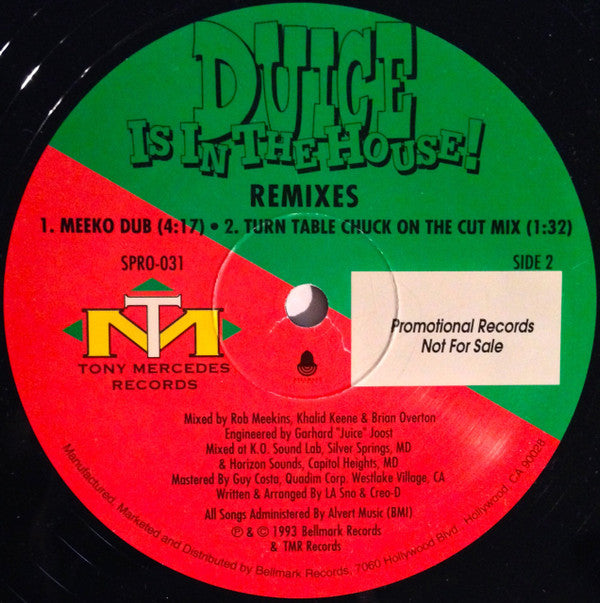 DUICE
IS IN THE HOUSE!
REMIXES
1. MEEKO DUB (4:17) • 2. TURN TABLE CHUCK ON THE CUT MIX (1:32)
SPRO-031
SIDE 2
TM
TONY MERCEDES
RECORDS
Promotional Records
Not For Sale
BELLMARK
Mixed by Rob Meekins, Khalid Keene & Brian Overton
Engineered by Garhard "Juice" Joost
Mixed at K.O. Sound Lab, Silver Springs, MD
& Horizon Sounds, Capitol Heights, MD
Mastered By Guy Costa, Quadim Corp. Westlake Village, CA
Written & Arranged By LA Sno & Creo-D
All Songs Administered By Alvert Music (BMI)
℗ & © 1993 Bellmark Records
& TMR Records
Manufactured, Marketed and Distributed by Bellmark Records, 7060 Hollywood Blvd., Hollywood, CA 90028